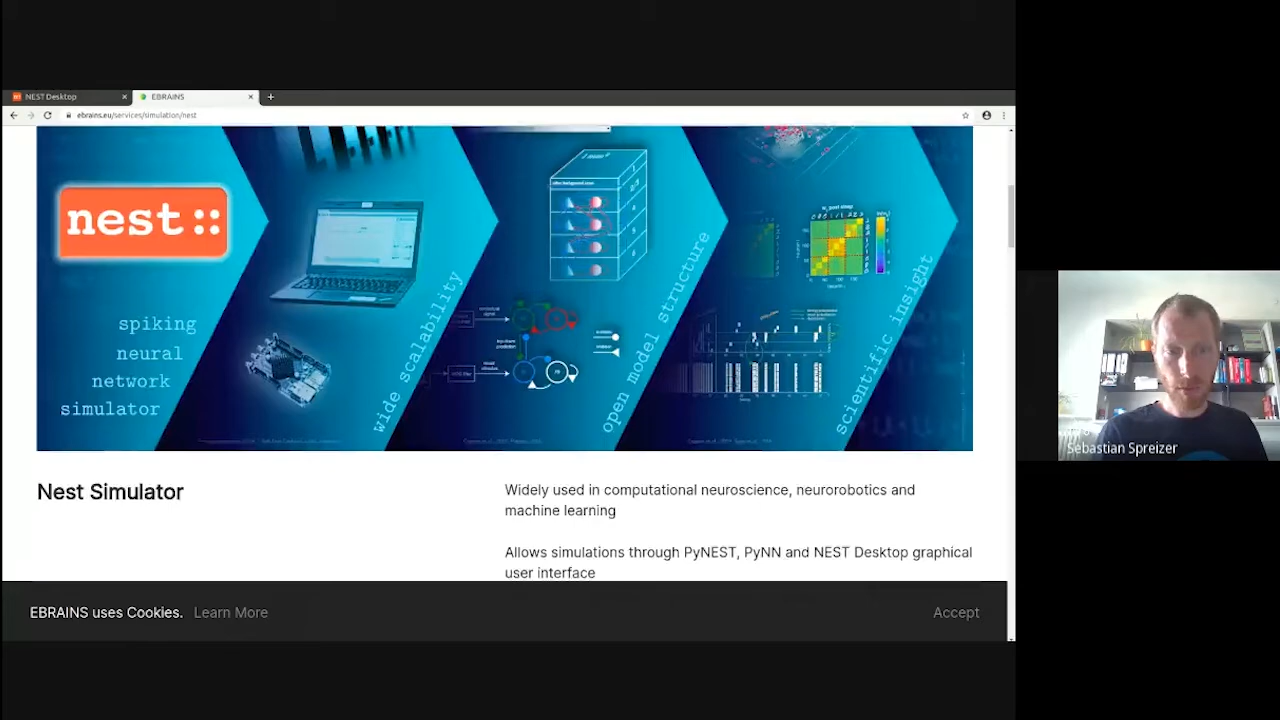 NEST Desktop
EBRAINS
ebrains.eu/services/simulation/nest
nest::
spiking
neural
network
simulator
wide scalability
open model structure
scientific insight
Nest Simulator
Widely used in computational neuroscience, neurorobotics and
machine learning
Allows simulations through PyNEST, PyNN and NEST Desktop graphical
user interface
EBRAINS uses Cookies. Learn More
Accept
Sebastian Spreizer